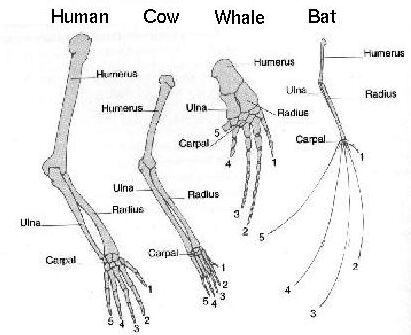 Human Cow Whale Bat
Humerus
Ulna
Radius
Carpal
1
2
3
4
5
Humerus
Ulna
Radius
Carpal
1
2
3
4
5
Humerus
Ulna
Radius
Carpal
5
4
3
2
1
Humerus
Ulna
Radius
Carpal
1
2
3
4
5